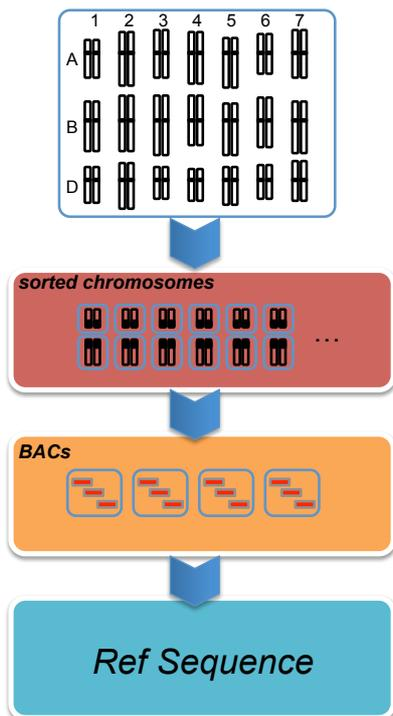 1 2 3 4 5 6 7
A
B
D
sorted chromosomes
...
BACs
Ref Sequence